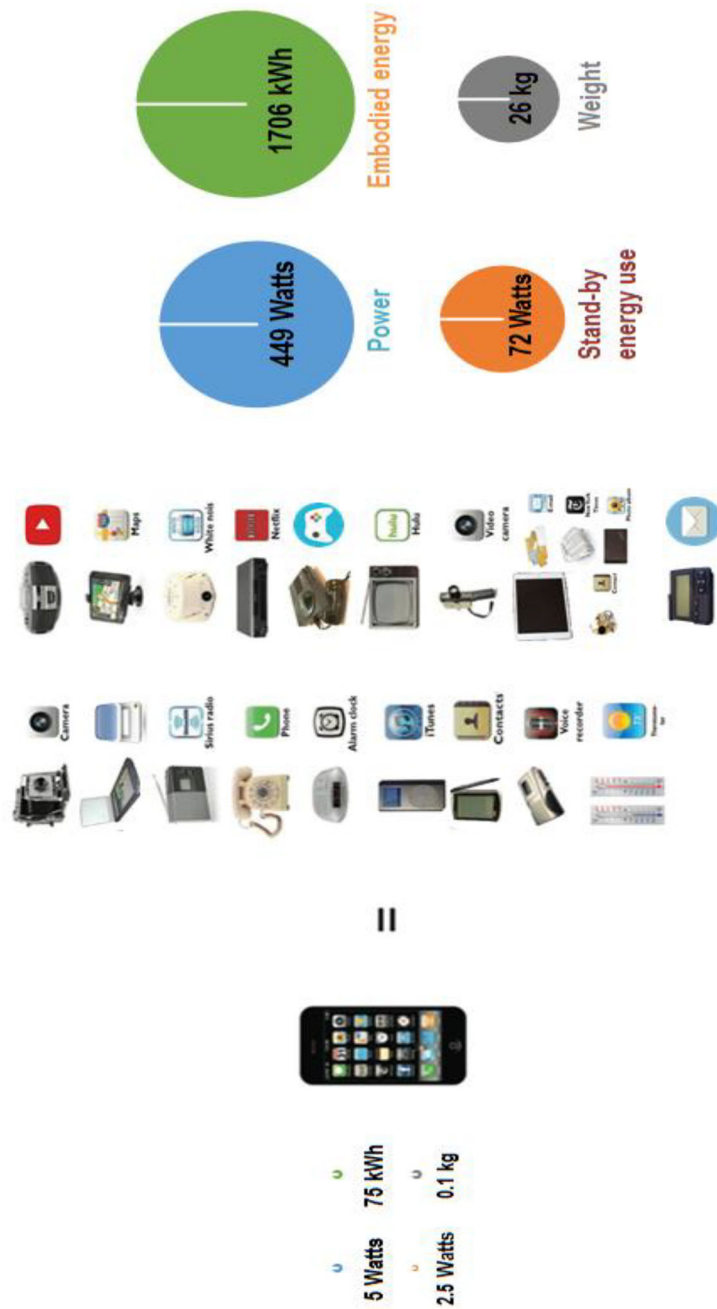 5 Watts
75 kWh
2.5 Watts
0.1 kg
=
Camera
Sirius radio
Phone
Alarm clock
iTunes
Contacts
Voice
recorder
Maps
White nois
Netflix
hulu
Hulu
Video
camera
449 Watts
Power
1706 kWh
Embodied energy
72 Watts
Stand-by
energy use
26 kg
Weight